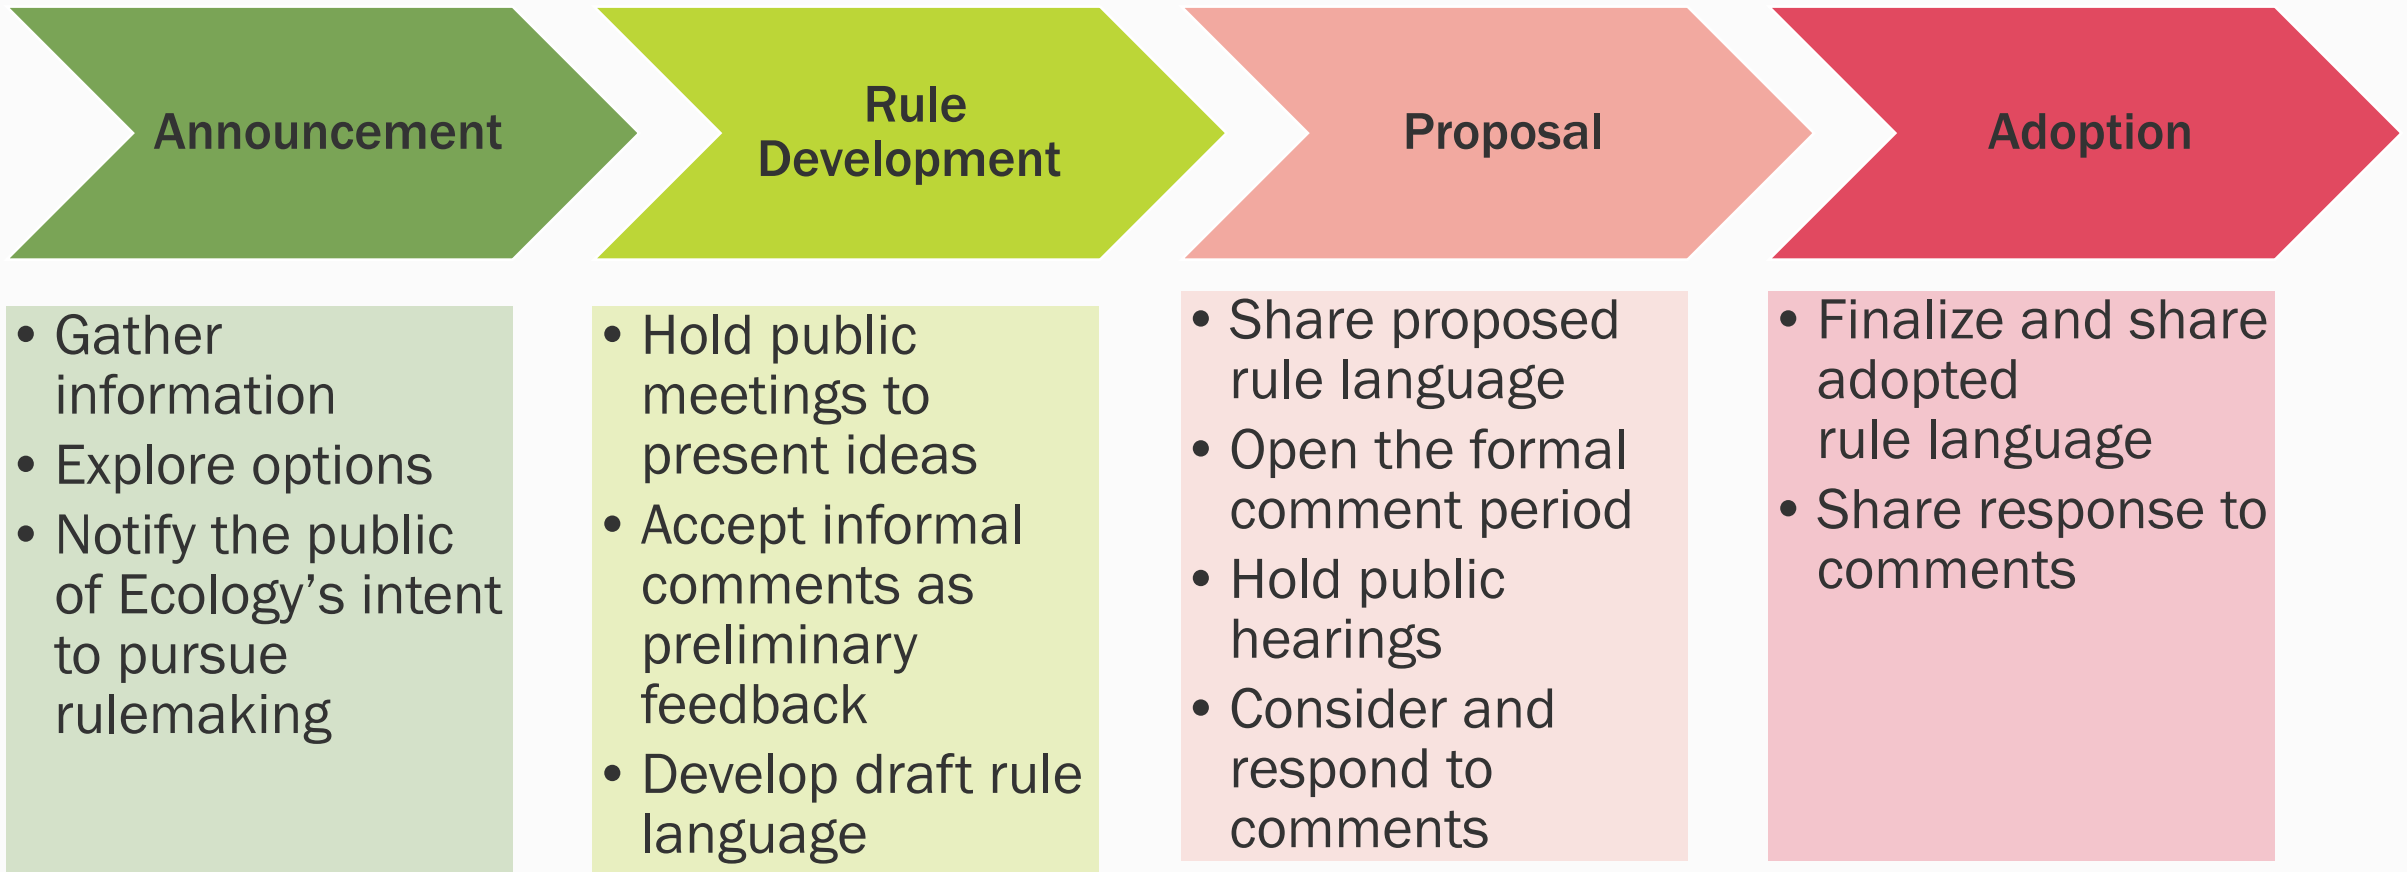 Announcement
Rule
Development
Proposal
Adoption
• Gather
information
• Explore options
• Notify the public
of Ecology’s intent
to pursue
rulemaking
• Hold public
meetings to
present ideas
• Accept informal
comments as
preliminary
feedback
• Develop draft rule
language
• Share proposed
rule language
• Open the formal
comment period
• Hold public
hearings
• Consider and
respond to
comments
• Finalize and share
adopted
rule language
• Share response to
comments